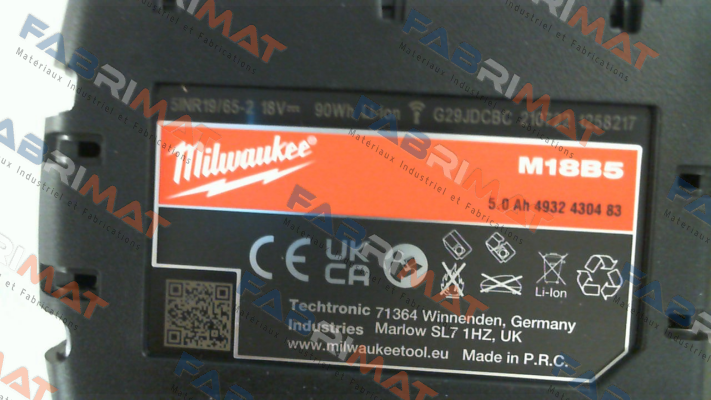 5INR19/65-2 18V⎓ 90Wh Li-Ion G29JDCBC 1258217
Milwaukee®
M18B5
5.0 Ah 4932 4304 83
CE UK CA
Li-Ion
Techtronic 71364 Winnenden, Germany
Industries Marlow SL7 1HZ, UK
www.milwaukeetool.eu Made in P.R.C.
FABRIMAT
Materiaux Industriel et Fabrications